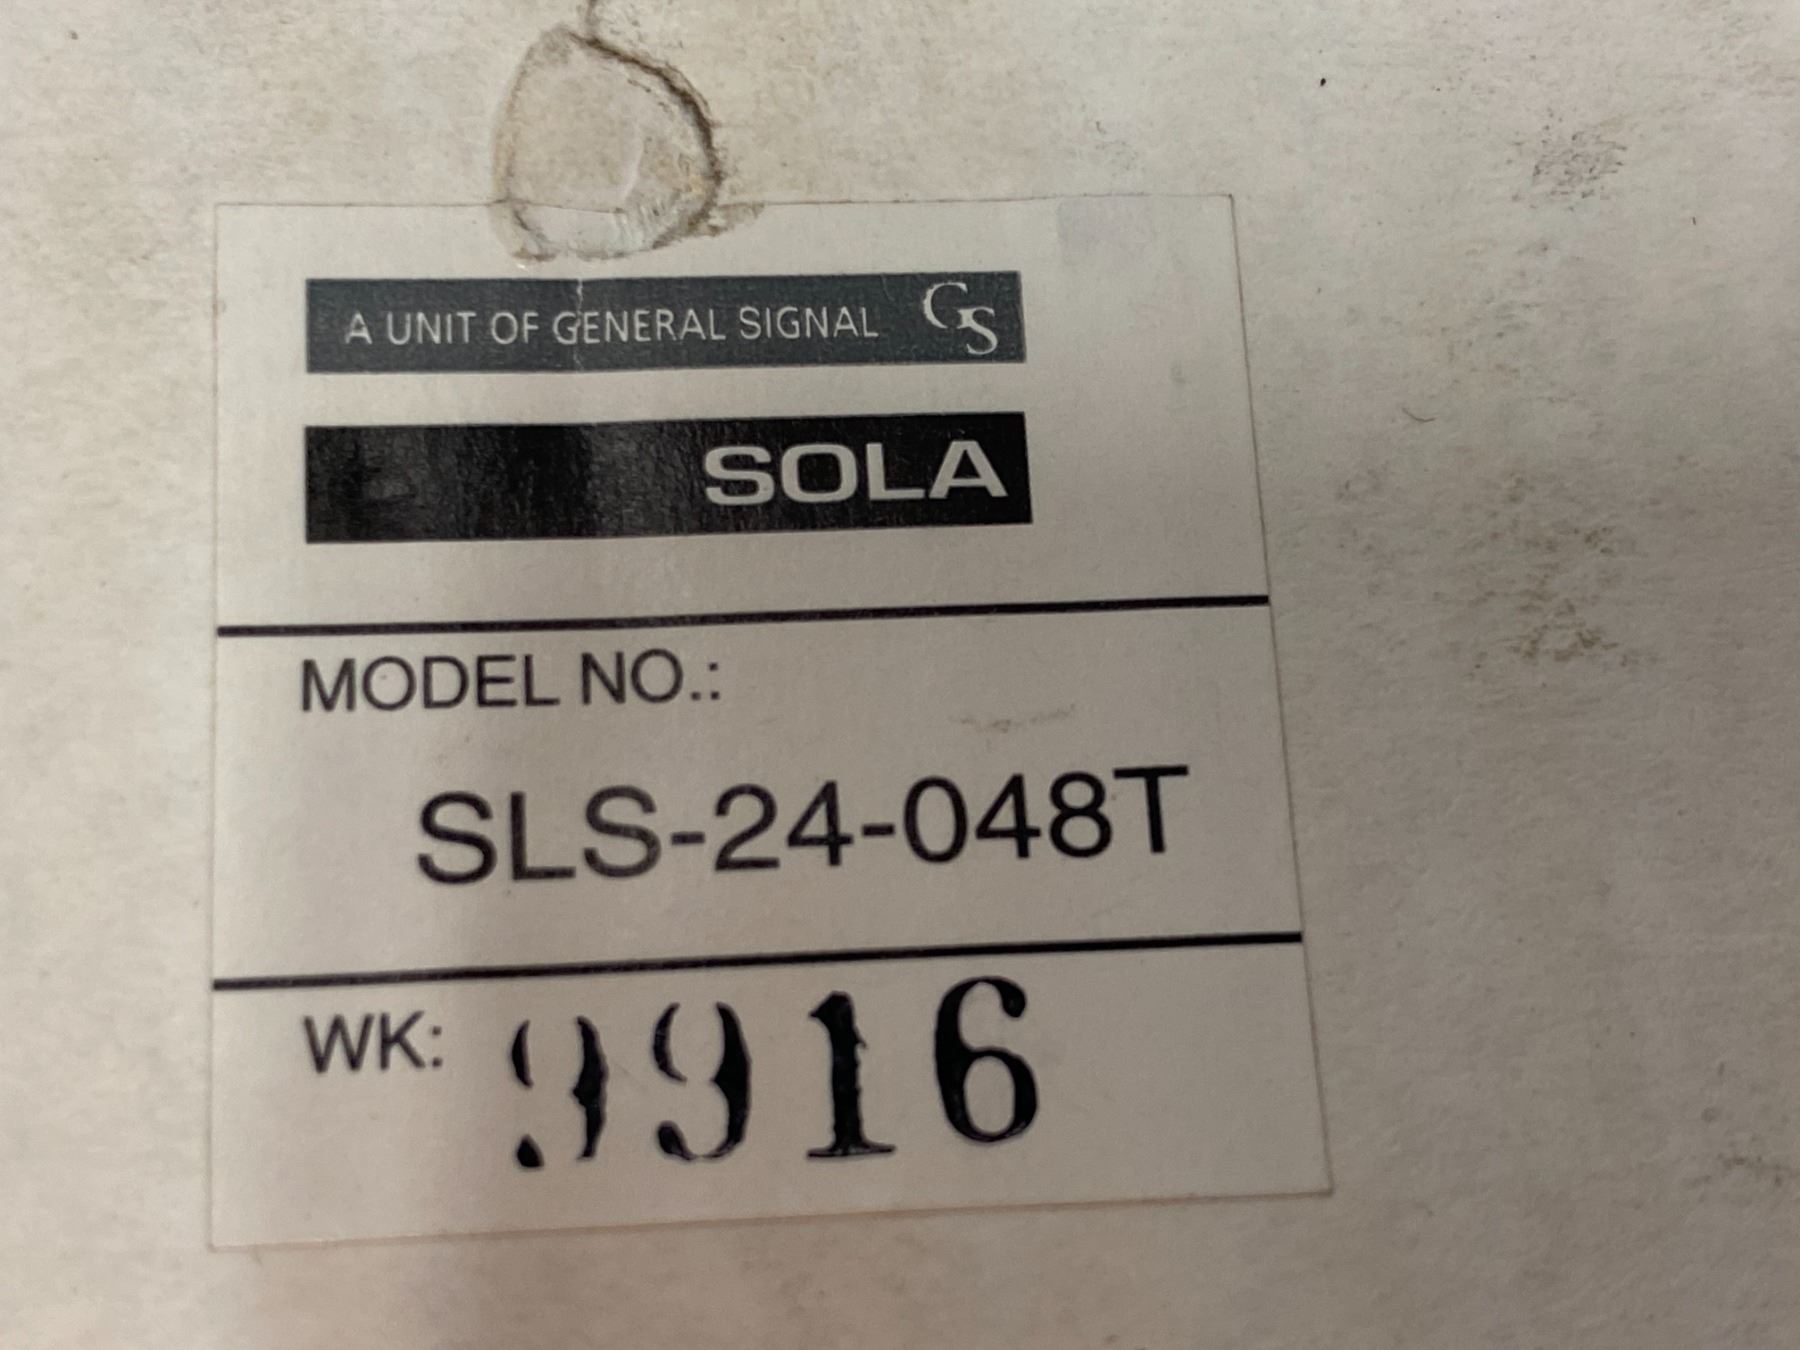 A UNIT OF GENERAL SIGNAL GS
SOLA
MODEL NO.:
SLS-24-048T
WK: 9916